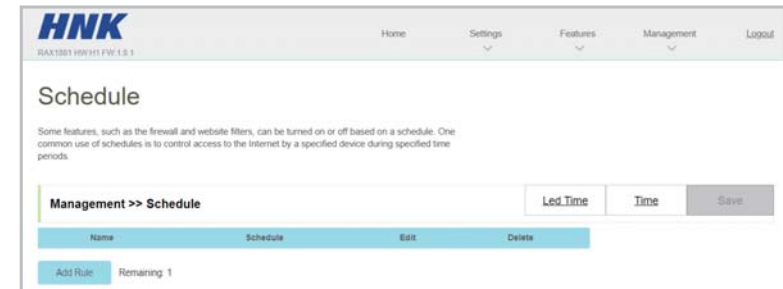 HNK
RAX1801 HW:H1 FW:1.0.1
Home Settings Features Management Logout
Schedule
Some features, such as the firewall and website filters, can be turned on or off based on a schedule. One
common use of schedules is to control access to the Internet by a specified device during specified time
periods.
Management >> Schedule
Led Time Time Save
Name Schedule Edit Delete
Add Rule Remaining: 1